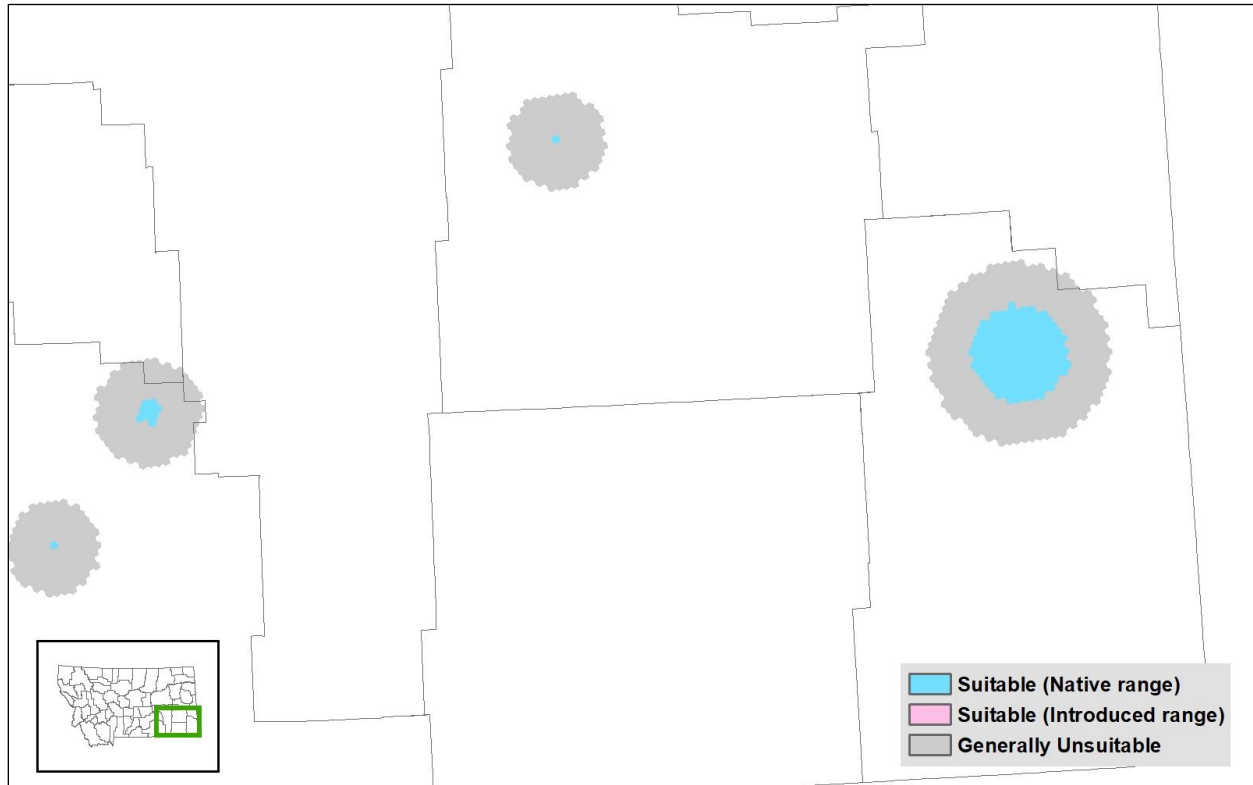 Suitable (Native range)
Suitable (Introduced range)
Generally Unsuitable